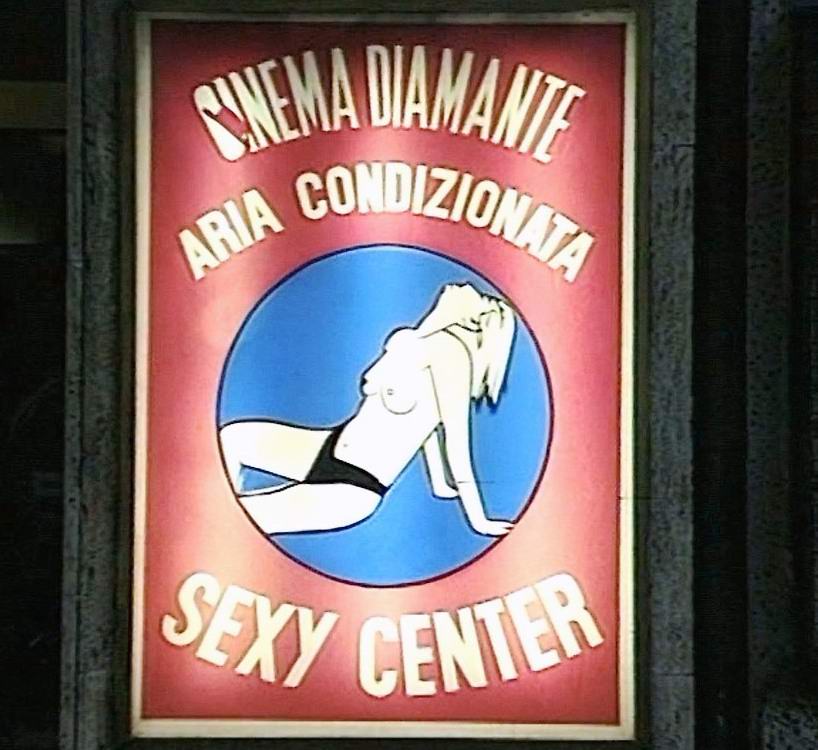 CINEMA DIAMANTE
ARIA CONDIZIONATA
SEXY CENTER